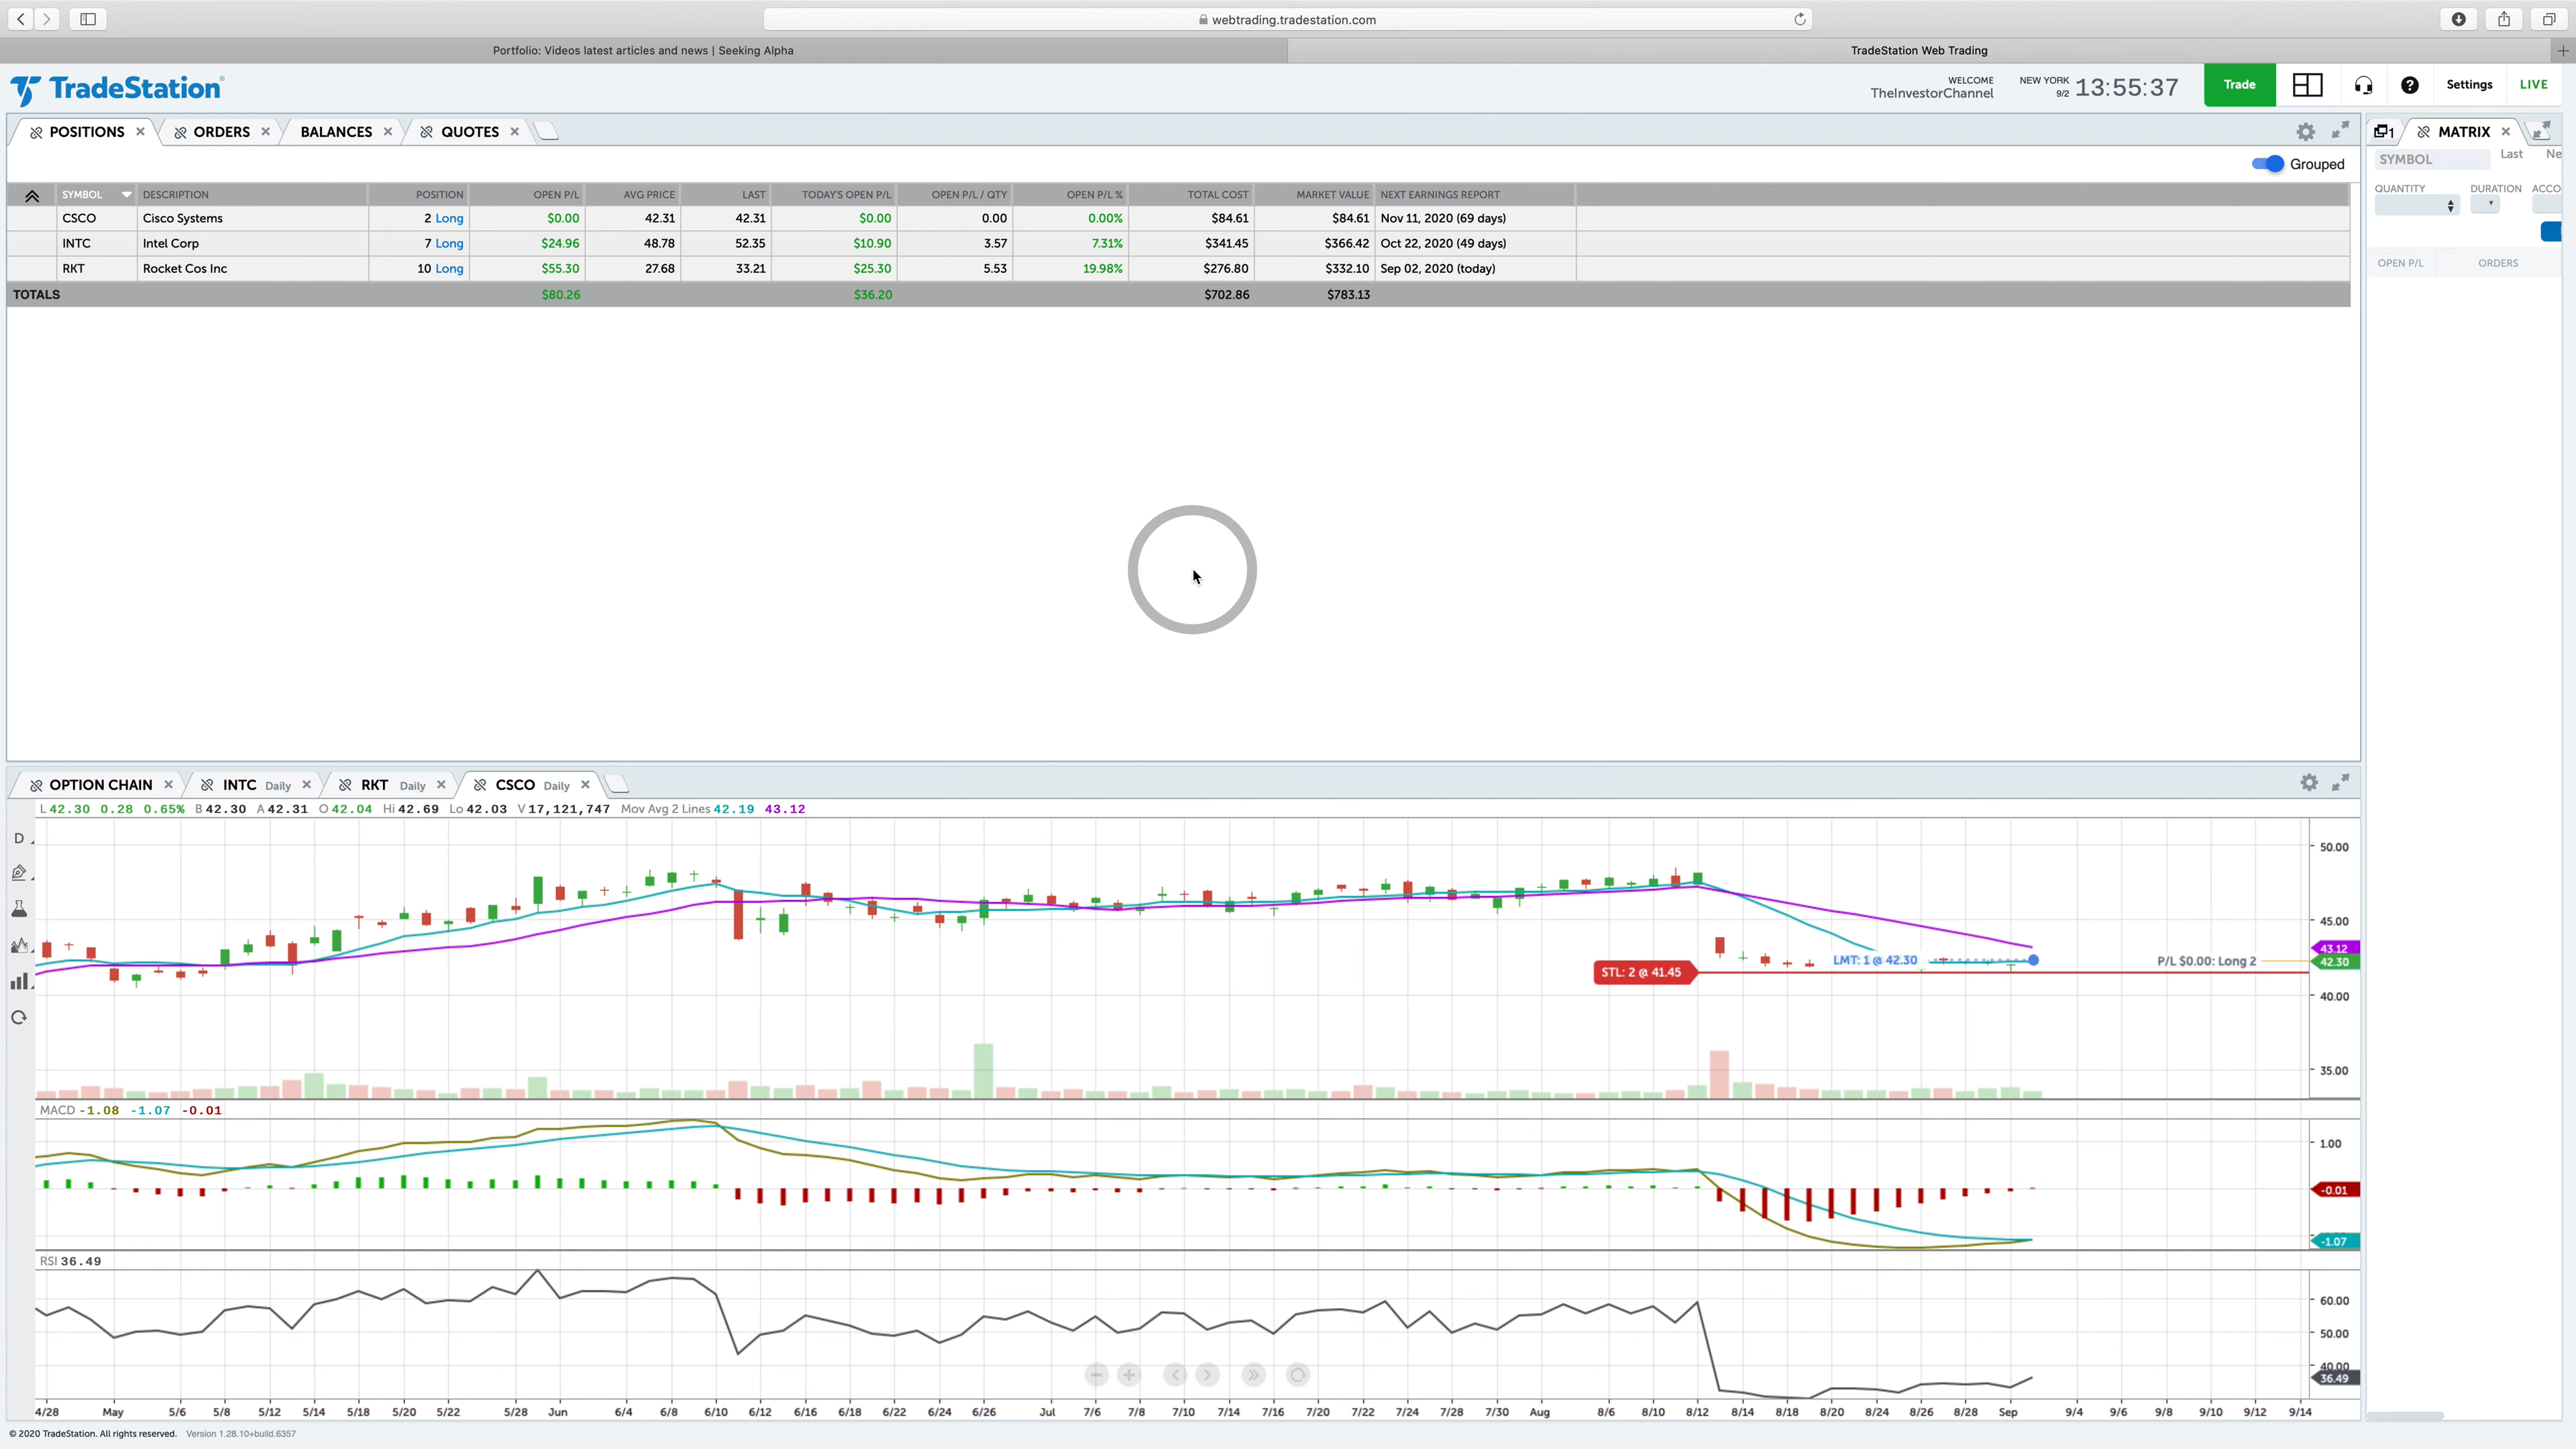 webtrading.tradestation.com
Portfolio: Videos latest articles and news | Seeking Alpha
TradeStation Web Trading
TradeStation®
WELCOME
TheInvestorChannel
NEW YORK
9/2
13:55:37
Trade
Settings
LIVE
POSITIONS
ORDERS
BALANCES
QUOTES
Grouped
SYMBOL DESCRIPTION POSITION OPEN P/L AVG PRICE LAST TODAY'S OPEN P/L OPEN P/L / QTY OPEN P/L % TOTAL COST MARKET VALUE NEXT EARNINGS REPORT
CSCO Cisco Systems 2 Long $0.00 42.31 42.31 $0.00 0.00 0.00% $84.61 $84.61 Nov 11, 2020 (69 days)
INTC Intel Corp 7 Long $24.96 48.78 52.35 $10.90 3.57 7.31% $341.45 $366.42 Oct 22, 2020 (49 days)
RKT Rocket Cos Inc 10 Long $55.30 27.68 33.21 $25.30 5.53 19.98% $276.80 $332.10 Sep 02, 2020 (today)
TOTALS $80.26 $36.20 $702.86 $783.13
1 MATRIX
SYMBOL Last Ne
QUANTITY DURATION ACCO
OPEN P/L ORDERS
OPTION CHAIN
INTC Daily
RKT Daily
CSCO Daily
L 42.30 0.28 0.65% B 42.30 A 42.31 O 42.04 Hi 42.69 Lo 42.03 V 17,121,747 Mov Avg 2 Lines 42.19 43.12
D
50.00
45.00
43.12
42.30
40.00
35.00
STL: 2 @ 41.45
LMT: 1 @ 42.30
P/L $0.00: Long 2
MACD -1.08 -1.07 -0.01
1.00
-0.01
-1.07
RSI 36.49
60.00
50.00
40.00
36.49
4/28 May 5/6 5/8 5/12 5/14 5/18 5/20 5/22 5/28 Jun 6/4 6/8 6/10 6/12 6/16 6/18 6/22 6/24 6/26 Jul 7/6 7/8 7/10 7/14 7/16 7/20 7/22 7/24 7/28 7/30 Aug 8/6 8/10 8/12 8/14 8/18 8/20 8/24 8/26 8/28 Sep 9/4 9/6 9/8 9/10 9/12 9/14
© 2020 TradeStation. All rights reserved. Version 1.28.10+build.6357